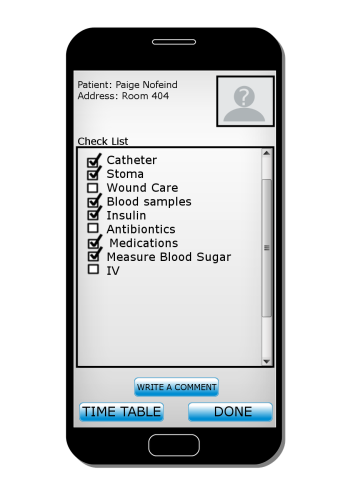 Patient: Paige Nofeind
Address: Room 404
?
Check List
Catheter
Stoma
Wound Care
Blood samples
Insulin
Antibiontics
Medications
Measure Blood Sugar
IV
WRITE A COMMENT
TIME TABLE
DONE